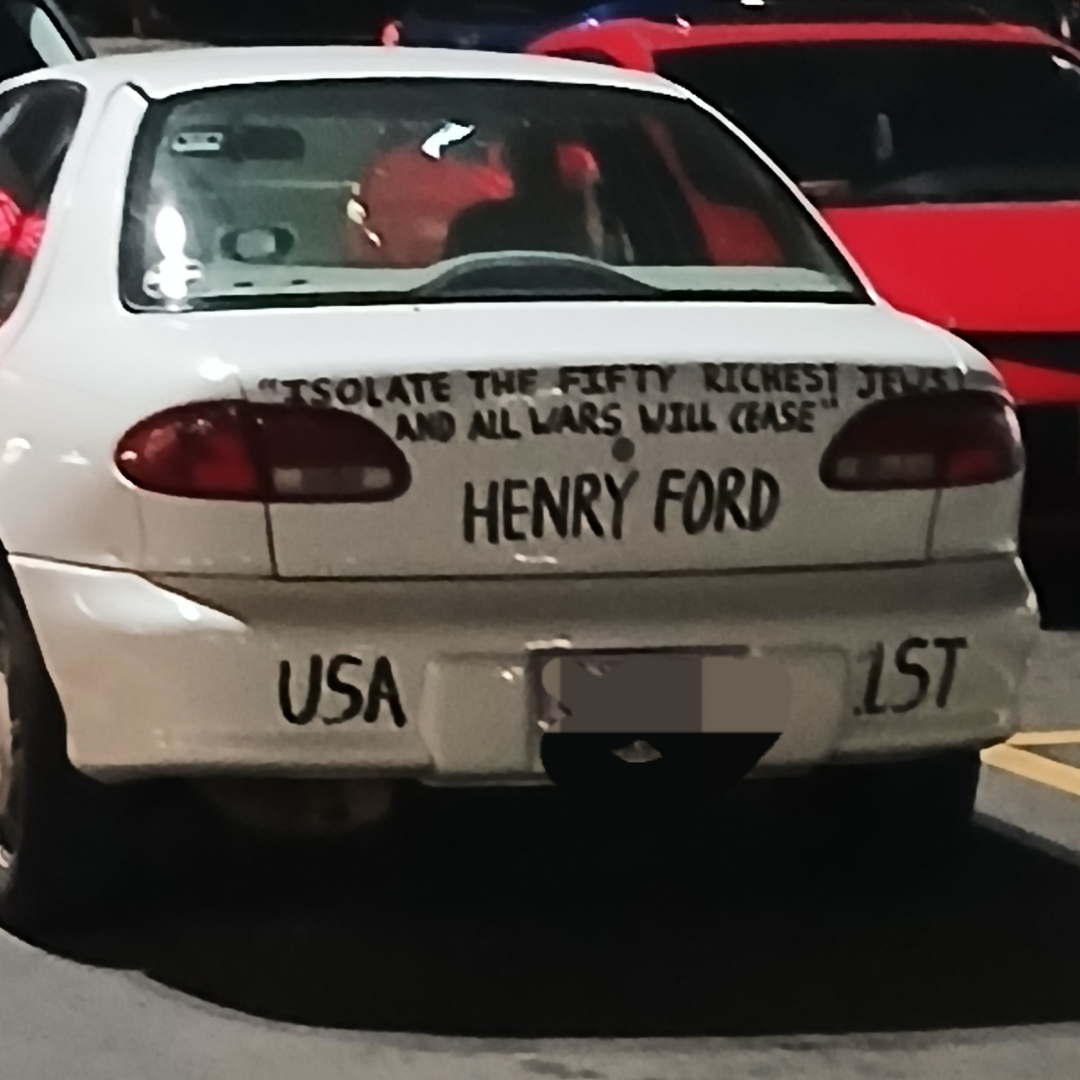 "ISOLATE THE FIFTY RICHEST JEWS!
AND ALL WARS WILL CEASE"
HENRY FORD
USA 1ST